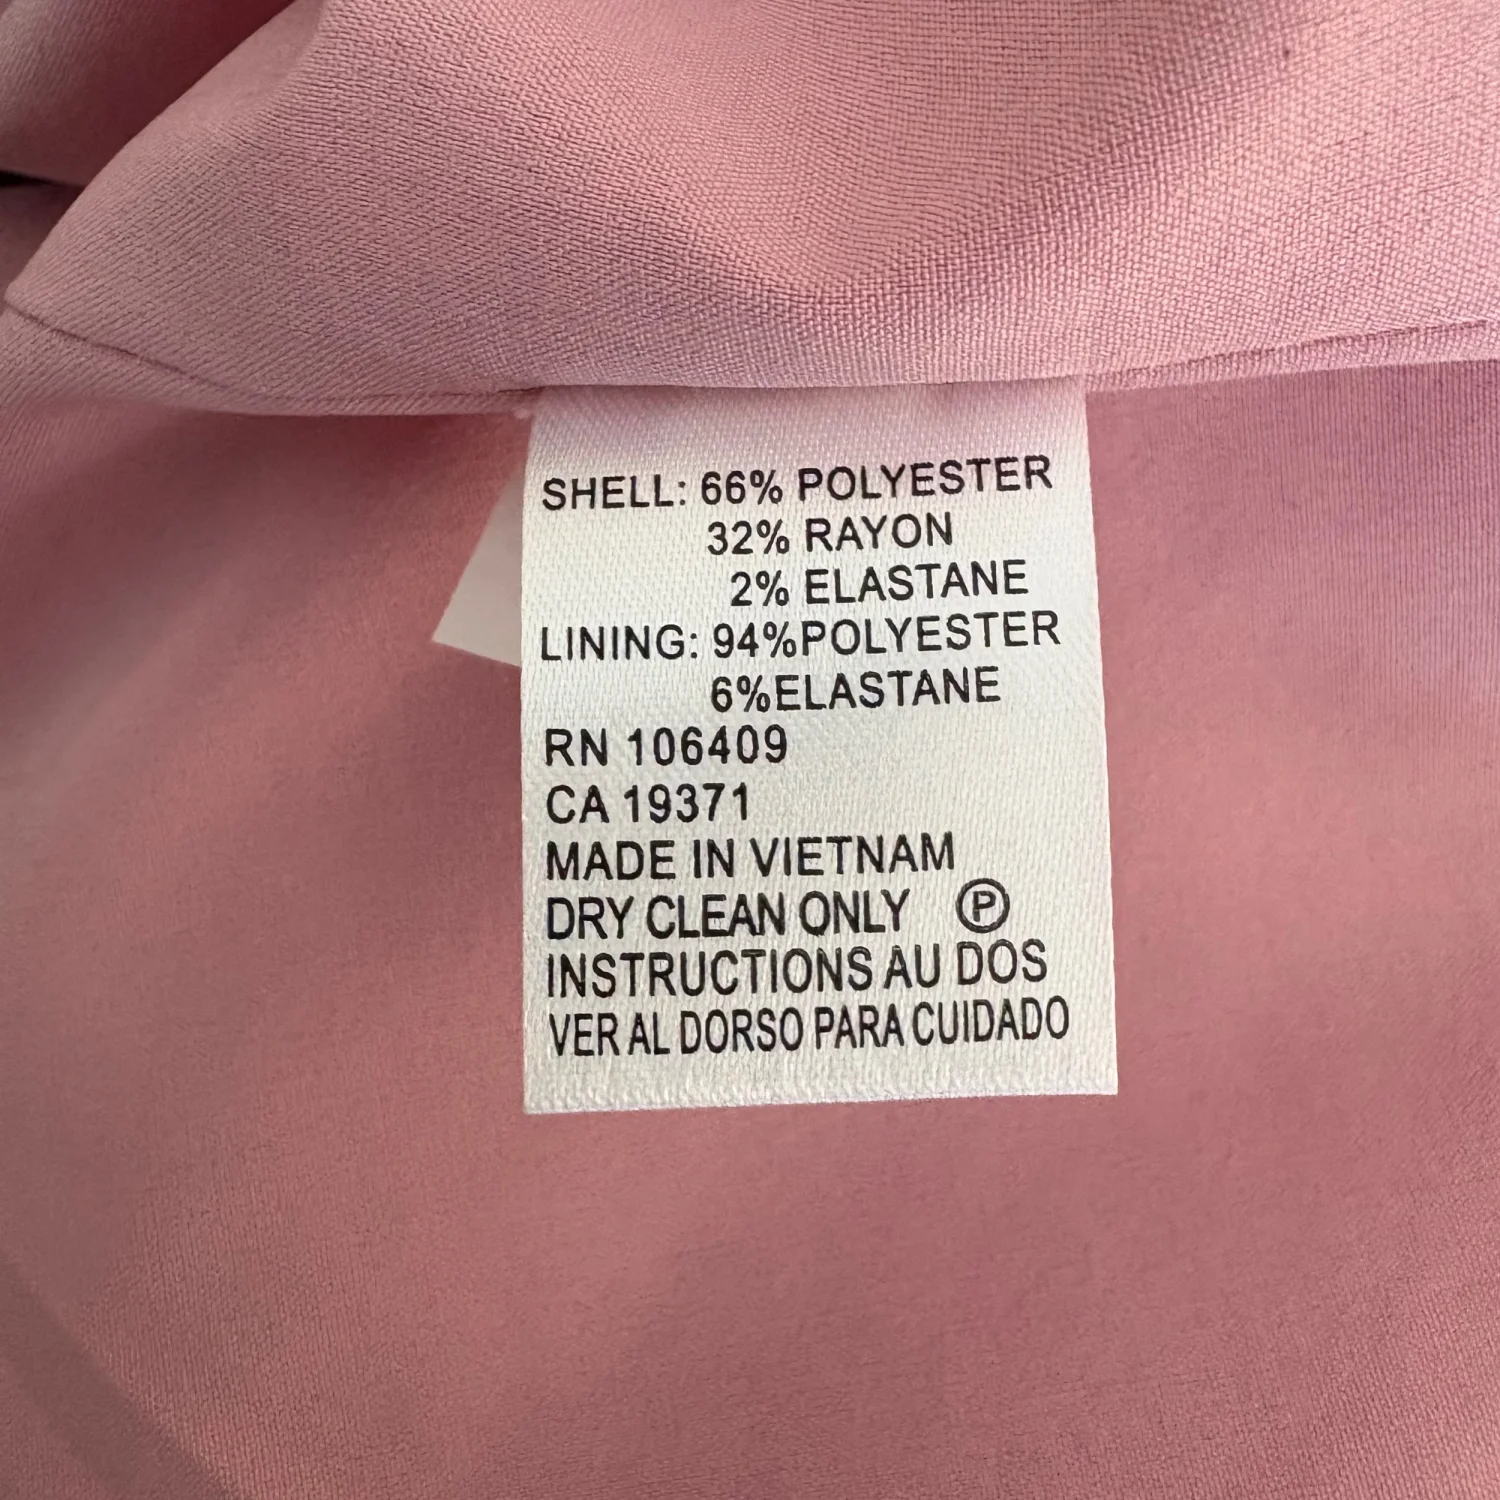 SHELL: 66% POLYESTER
32% RAYON
2% ELASTANE
LINING: 94%POLYESTER
6%ELASTANE
RN 106409
CA 19371
MADE IN VIETNAM
DRY CLEAN ONLY Ⓟ
INSTRUCTIONS AU DOS
VER AL DORSO PARA CUIDADO